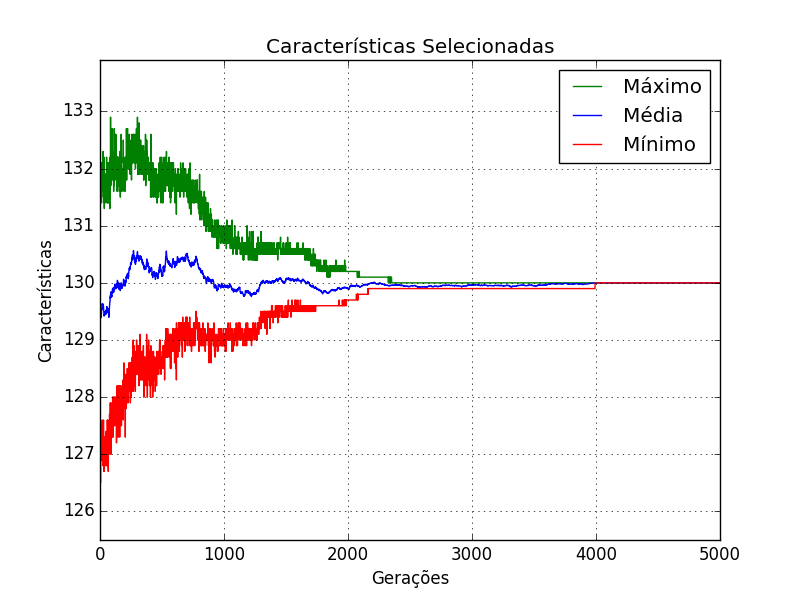 Características Selecionadas
Máximo
Média
Mínimo
133
132
131
130
129
128
127
126
Características
0 1000 2000 3000 4000 5000
Gerações